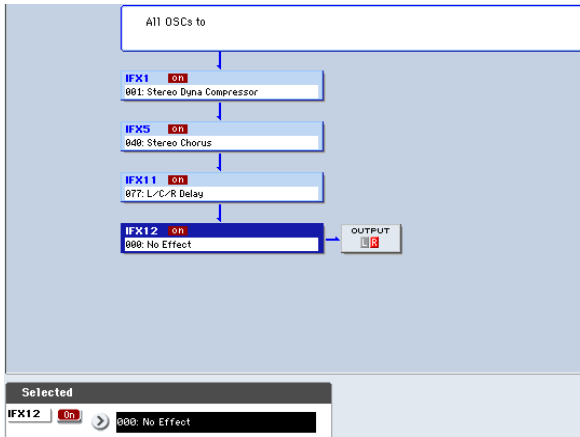 All OSCs to
IFX1 On
001: Stereo Dyna Compressor
IFX5 On
040: Stereo Chorus
IFX11 On
077: L/C/R Delay
IFX12 On
000: No Effect
OUTPUT
L R
Selected
IFX12 On 000: No Effect